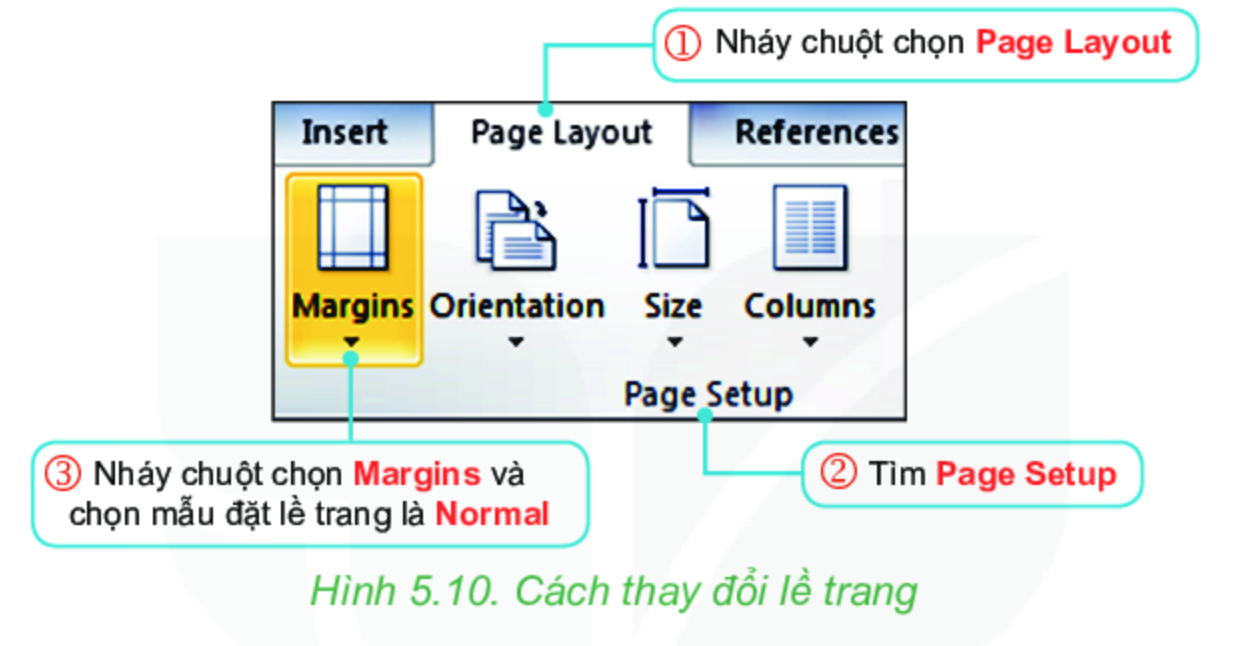 ① Nháy chuột chọn Page Layout
Insert Page Layout References
Margins Orientation Size Columns
Page Setup
③ Nháy chuột chọn Margins và
chọn mẫu đặt lề trang là Normal
② Tìm Page Setup
Hình 5.10. Cách thay đổi lề trang